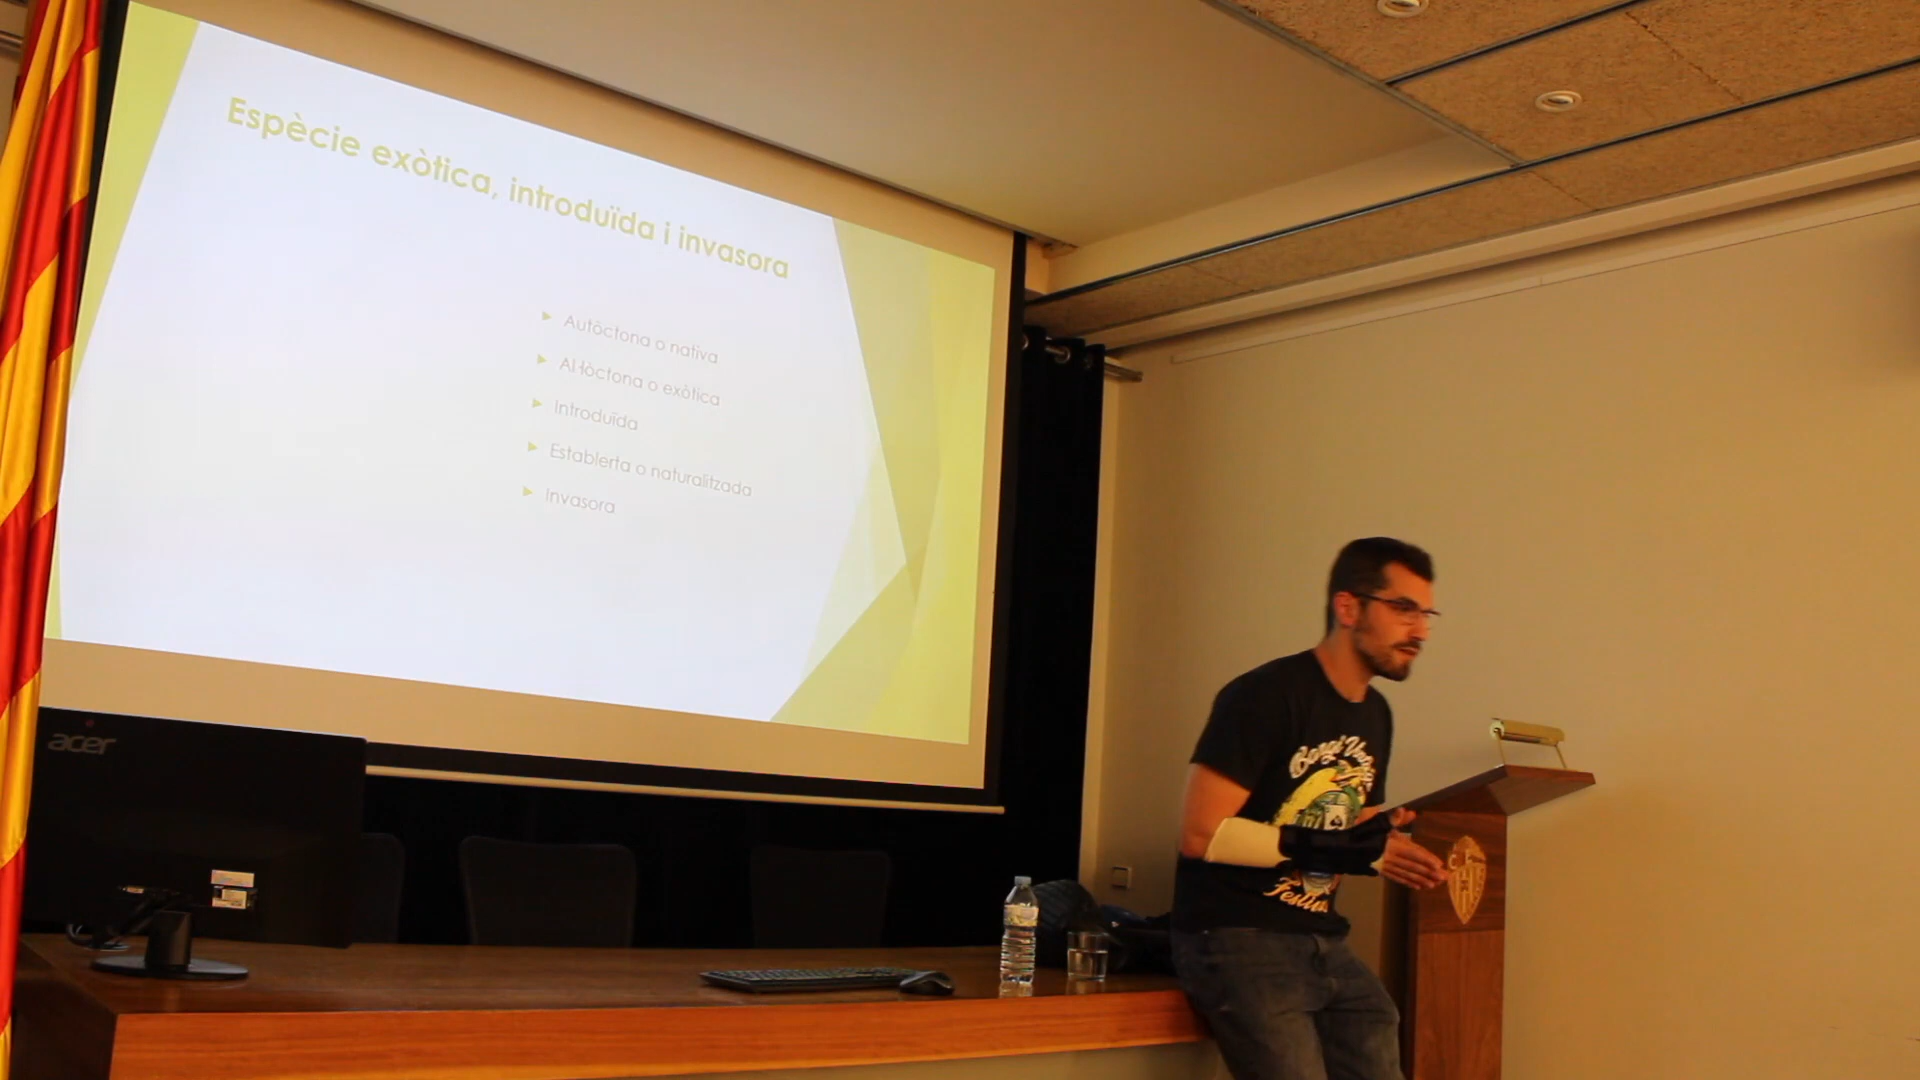 Espècie exòtica, introduïda i invasora
Autòctona o nativa
Al·lòctona o exòtica
Introduïda
Establerta o naturalitzada
Invasora
acer